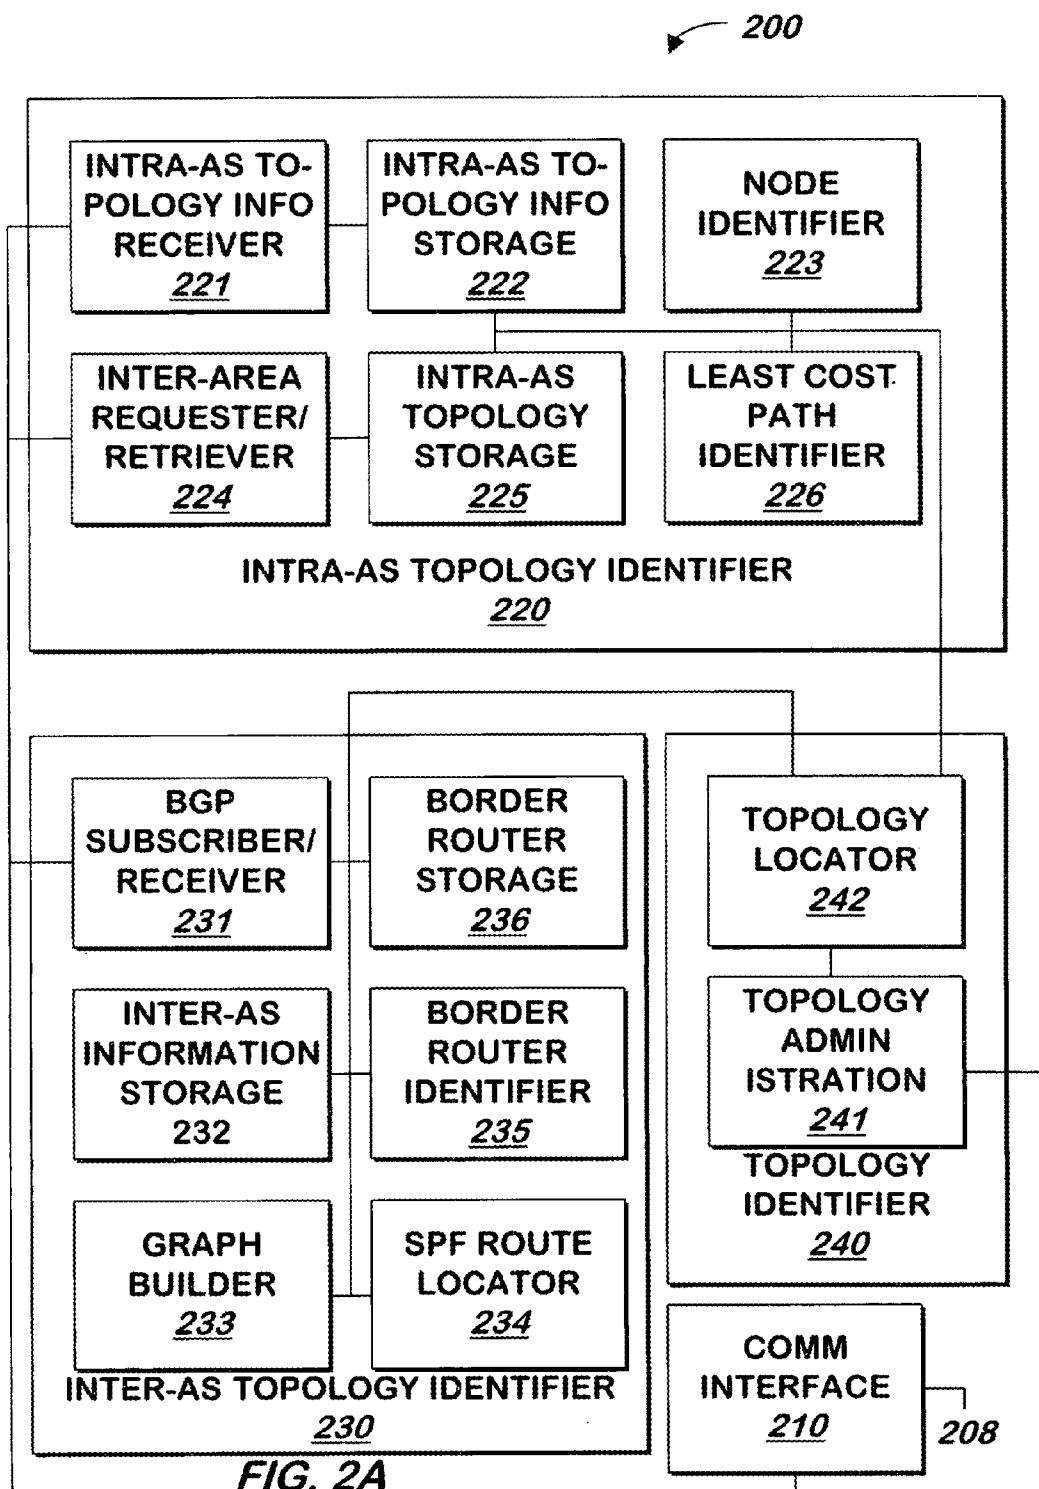 200
INTRA-AS TO-
POLOGY INFO
RECEIVER
221
INTRA-AS TO-
POLOGY INFO
STORAGE
222
NODE
IDENTIFIER
223
INTER-AREA
REQUESTER/
RETRIEVER
224
INTRA-AS
TOPOLOGY
STORAGE
225
LEAST COST
PATH
IDENTIFIER
226
INTRA-AS TOPOLOGY IDENTIFIER
220
BGP
SUBSCRIBER/
RECEIVER
231
BORDER
ROUTER
STORAGE
236
TOPOLOGY
LOCATOR
242
INTER-AS
INFORMATION
STORAGE
232
BORDER
ROUTER
IDENTIFIER
235
TOPOLOGY
ADMIN
ISTRATION
241
TOPOLOGY
IDENTIFIER
240
GRAPH
BUILDER
233
SPF ROUTE
LOCATOR
234
INTER-AS TOPOLOGY IDENTIFIER
230
COMM
INTERFACE
210
208
FIG. 2A